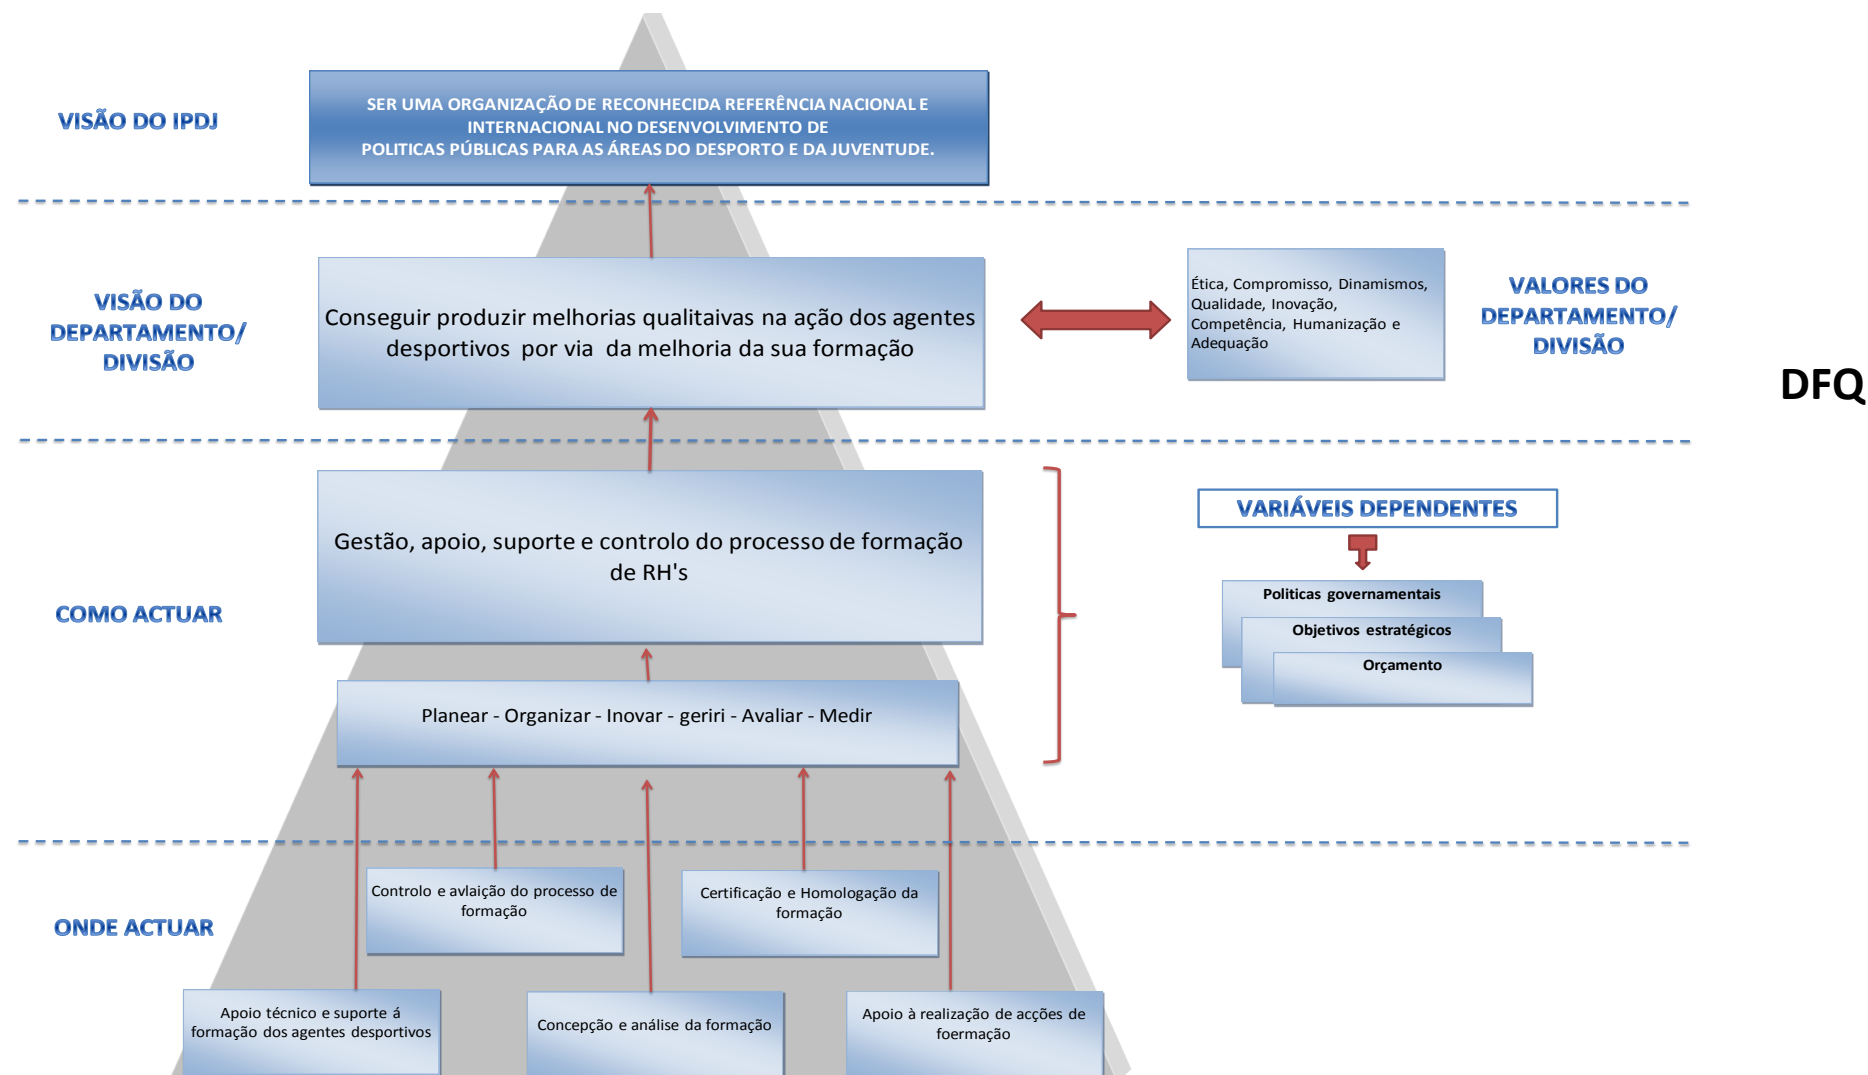 VISÃO DO IPDJ
SER UMA ORGANIZAÇÃO DE RECONHECIDA REFERÊNCIA NACIONAL E
INTERNACIONAL NO DESENVOLVIMENTO DE
POLITICAS PÚBLICAS PARA AS ÁREAS DO DESPORTO E DA JUVENTUDE.
VISÃO DO
DEPARTAMENTO/
DIVISÃO
Conseguir produzir melhorias qualitaivas na ação dos agentes
desportivos por via da melhoria da sua formação
Ética, Compromisso, Dinamismos,
Qualidade, Inovação,
Competência, Humanização e
Adequação
VALORES DO
DEPARTAMENTO/
DIVISÃO
DFQ
COMO ACTUAR
Gestão, apoio, suporte e controlo do processo de formação
de RH's
Planear - Organizar - Inovar - geriri - Avaliar - Medir
VARIÁVEIS DEPENDENTES
Politicas governamentais
Objetivos estratégicos
Orçamento
ONDE ACTUAR
Controlo e avlaição do processo de
formação
Certificação e Homologação da
formação
Apoio técnico e suporte á
formação dos agentes desportivos
Concepção e análise da formação
Apoio à realização de acções de
foermação